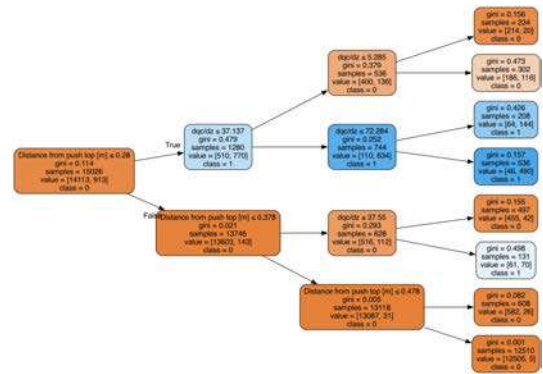 gini = 0.156
samples = 234
value = [214, 20]
class = 0
dqc/dz ≤ 5.285
gini = 0.379
samples = 536
value = [400, 136]
class = 0
gini = 0.473
samples = 302
value = [186, 116]
class = 0
dqc/dz ≤ 37.137
gini = 0.479
samples = 1280
value = [510, 770]
class = 1
True
gini = 0.426
samples = 208
value = [64, 144]
class = 1
dqc/dz ≤ 72.284
gini = 0.252
samples = 744
value = [110, 634]
class = 1
gini = 0.157
samples = 536
value = [46, 490]
class = 1
Distance from push top [m] ≤ 0.28
gini = 0.114
samples = 15026
value = [14113, 913]
class = 0
False
Distance from push top [m] ≤ 0.378
gini = 0.021
samples = 13746
value = [13603, 143]
class = 0
dqc/dz ≤ 37.55
gini = 0.293
samples = 628
value = [516, 112]
class = 0
gini = 0.155
samples = 497
value = [455, 42]
class = 0
gini = 0.498
samples = 131
value = [61, 70]
class = 1
Distance from push top [m] ≤ 0.478
gini = 0.005
samples = 13118
value = [13087, 31]
class = 0
gini = 0.082
samples = 608
value = [582, 26]
class = 0
gini = 0.001
samples = 12510
value = [12505, 5]
class = 0